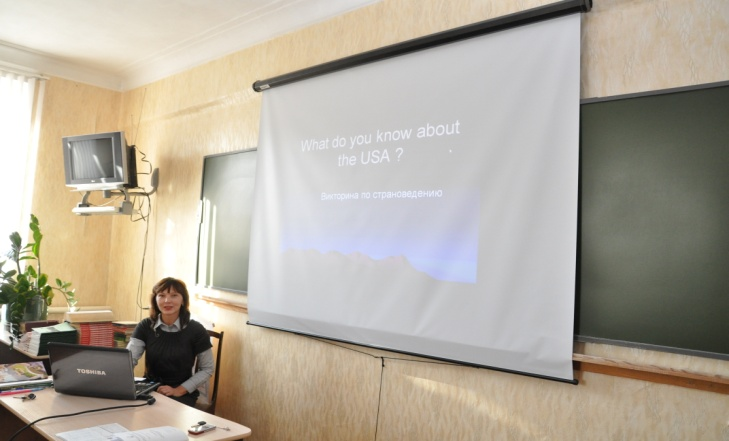 What do you know about
the USA ?
Викторина по страноведению
TOSHIBA